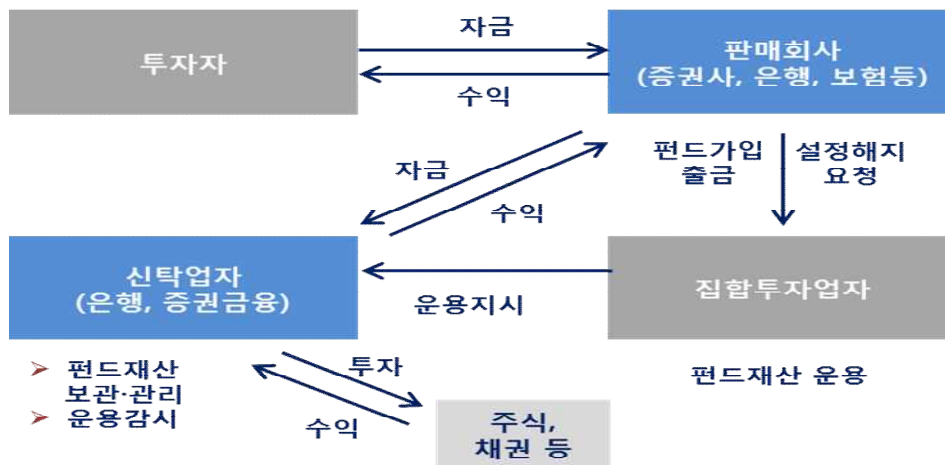 자금
투자자
판매회사
(증권사, 은행, 보험등)
수익
자금
수익
펀드가입
출금
설정해지
요청
신탁업자
(은행, 증권금융)
운용지시
집합투자업자
➢ 펀드재산
보관·관리
➢ 운용감시
투자
수익
주식,
채권 등
펀드재산 운용